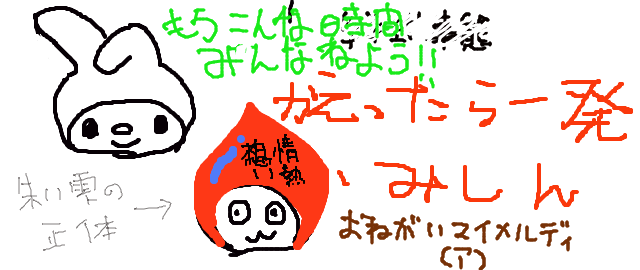 もうこんな時間
みんなねよう!!
かえったら一発
みしん
情熱
想い
朱い雫の
正体
おねがいマイメルディ
(ア)